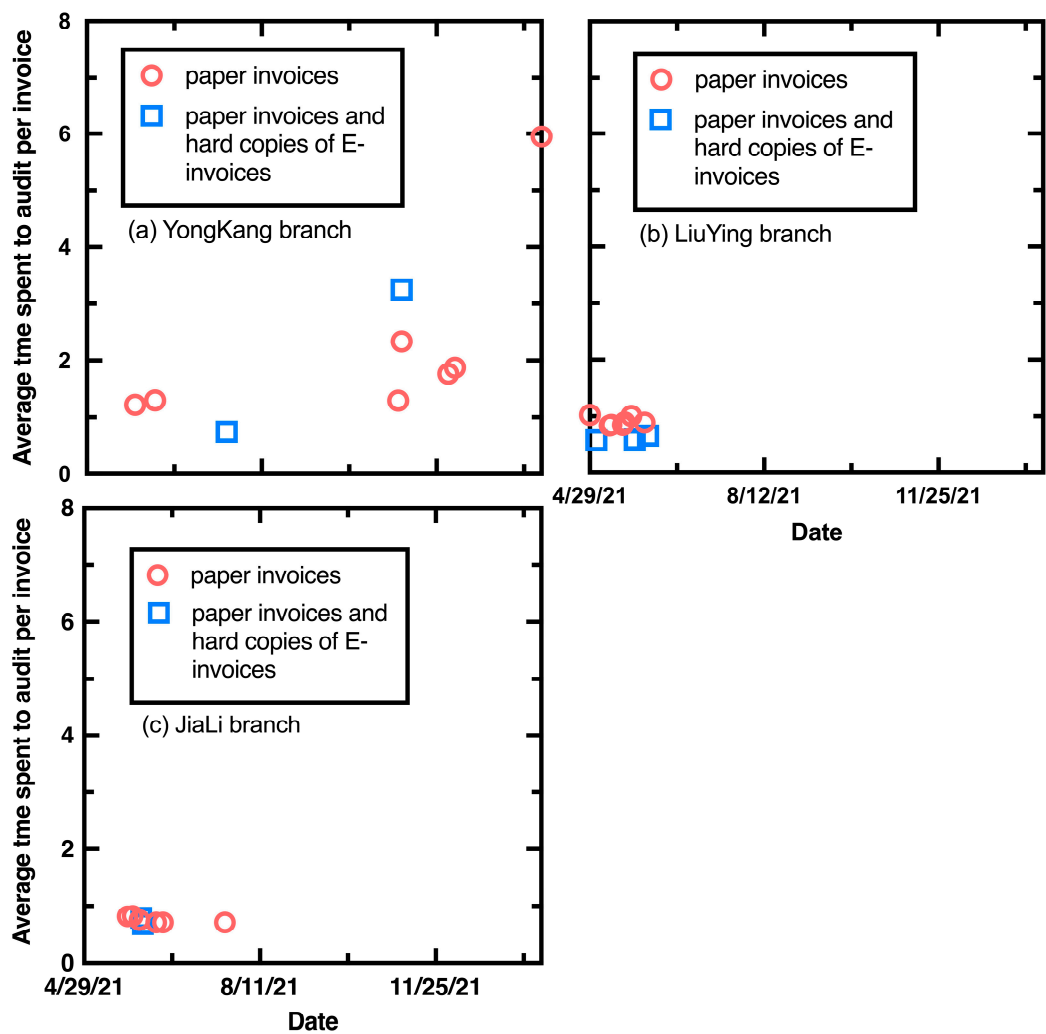 Average tme spent to audit per invoice
8
6
4
2
0
paper invoices
paper invoices and
hard copies of E-
invoices
(a) YongKang branch
paper invoices
paper invoices and
hard copies of E-
invoices
(b) LiuYing branch
4/29/21
8/12/21
11/25/21
Date
Average tme spent to audit per invoice
8
6
4
2
0
paper invoices
paper invoices and
hard copies of E-
invoices
(c) JiaLi branch
4/29/21
8/11/21
11/25/21
Date